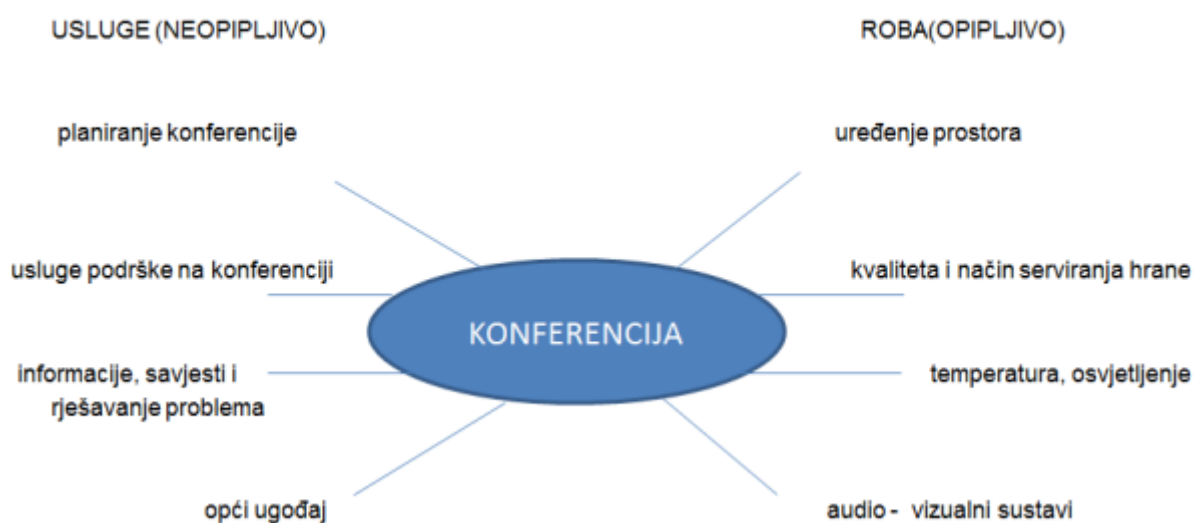 USLUGE (NEOPIPLJIVO)
ROBA(OPIPLJIVO)
planiranje konferencije
uređenje prostora
usluge podrške na konferenciji
kvaliteta i način serviranja hrane
KONFERENCIJA
informacije, savjesti i
rješavanje problema
temperatura, osvjetljenje
opći ugođaj
audio - vizualni sustavi